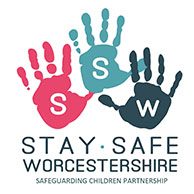 S S W
STAY · SAFE
WORCESTERSHIRE
SAFEGUARDING CHILDREN PARTNERSHIP